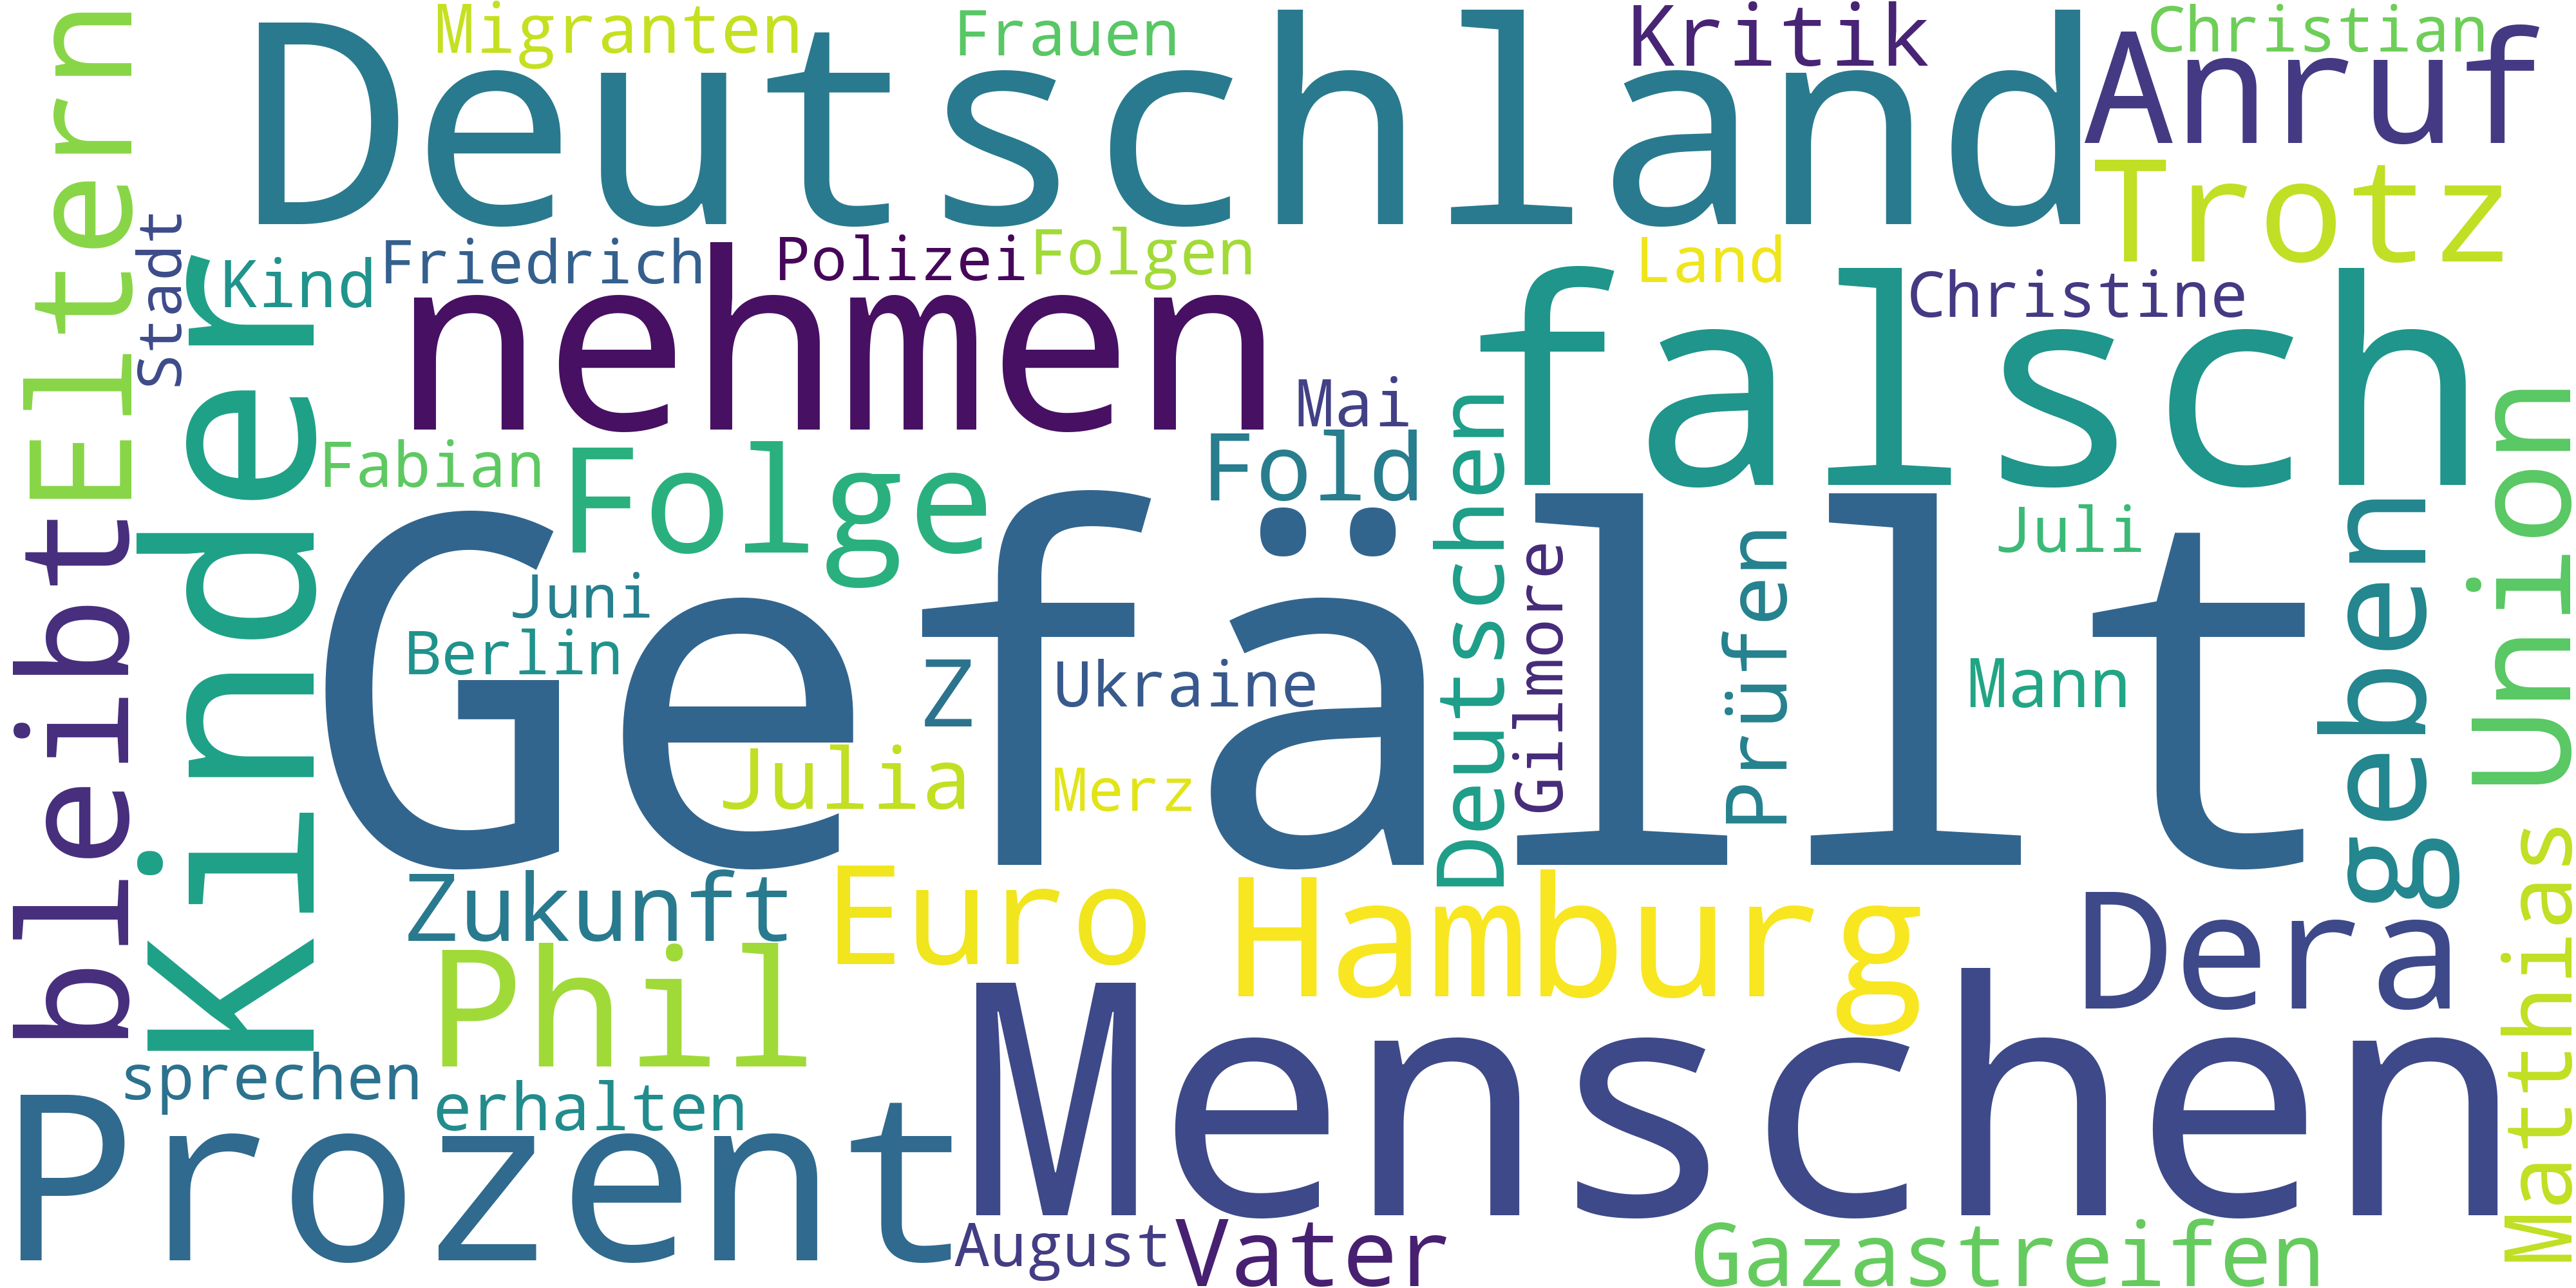 Migranten
Frauen
Kritik
Christian
Deutschland
Anruf
Trotz
Eltern
Stadt
Kind
Friedrich
Polizei
Folgen
Land
Christine
nehmen
falsch
Mai
Fabian
Folge
Fold
Deutschen
Kinder
bleibt
Gefällt
Juni
Berlin
Z
Ukraine
Julia
Merz
Gilmore
Prüfen
Juli
Mann
geben
Union
Zukunft
Euro
Hamburg
Dera
Matthias
Phil
Menschen
sprechen
erhalten
Prozent
August
Vater
Gazastreifen